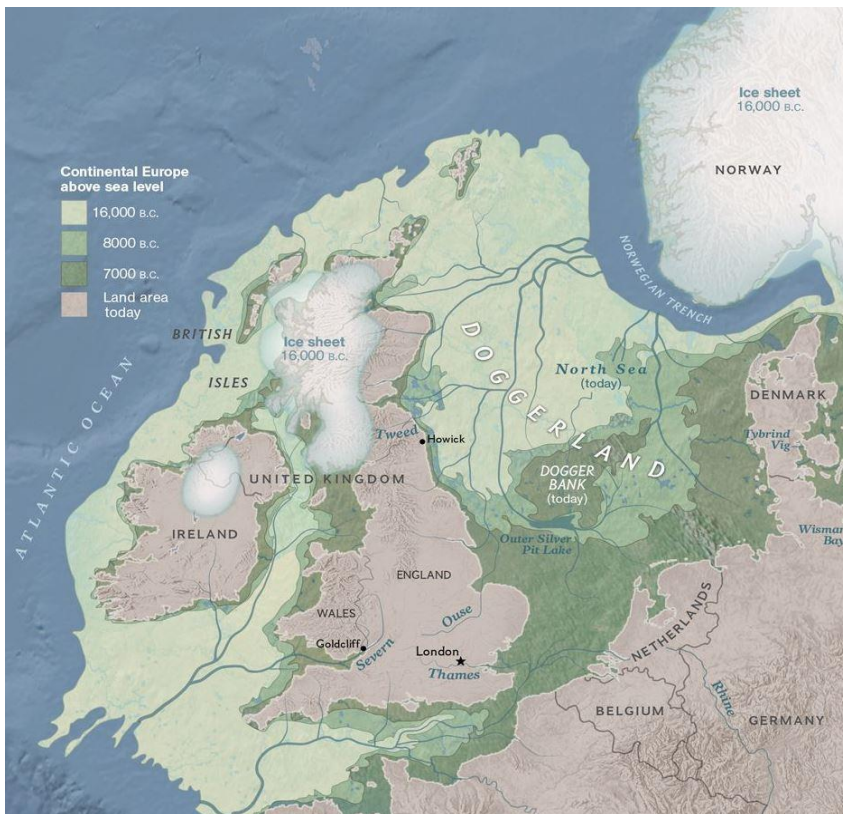 Ice sheet
16,000 B.C.
NORWAY
Continental Europe
above sea level
16,000 B.C.
8000 B.C.
7000 B.C.
Land area
today
NORWEGIAN TRENCH
BRITISH
ISLES
Ice sheet
16,000 B.C.
DOGGERLAND
North Sea
(today)
ATLANTIC OCEAN
DENMARK
Tweed
Howick
Tybrind
Vig
UNITED KINGDOM
DOGGER
BANK
(today)
IRELAND
Outer Silver
Pit Lake
Wismar
Bay
ENGLAND
WALES
Ouse
NETHERLANDS
Goldcliff
Severn
London
Thames
Rhine
BELGIUM
GERMANY